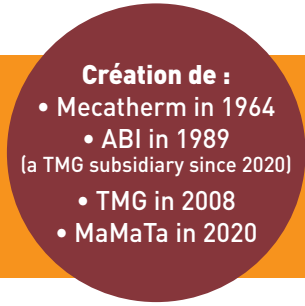 Création de :
• Mecatherm in 1964
• ABI in 1989
(a TMG subsidiary since 2020)
• TMG in 2008
• MaMaTa in 2020